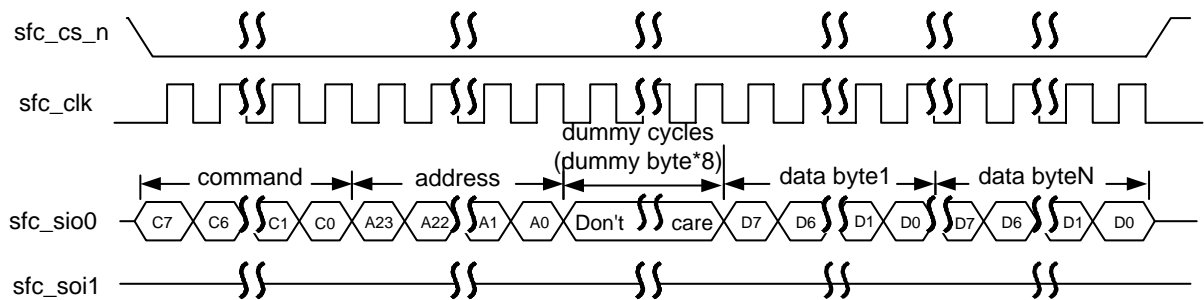 sfc_cs_n
sfc_clk
dummy cycles
(dummy byte*8)
command address data byte1 data byteN
sfc_sio0 C7 C6 C1 C0 A23 A22 A1 A0 Don't care D7 D6 D1 D0 D7 D6 D1 D0
sfc_soi1